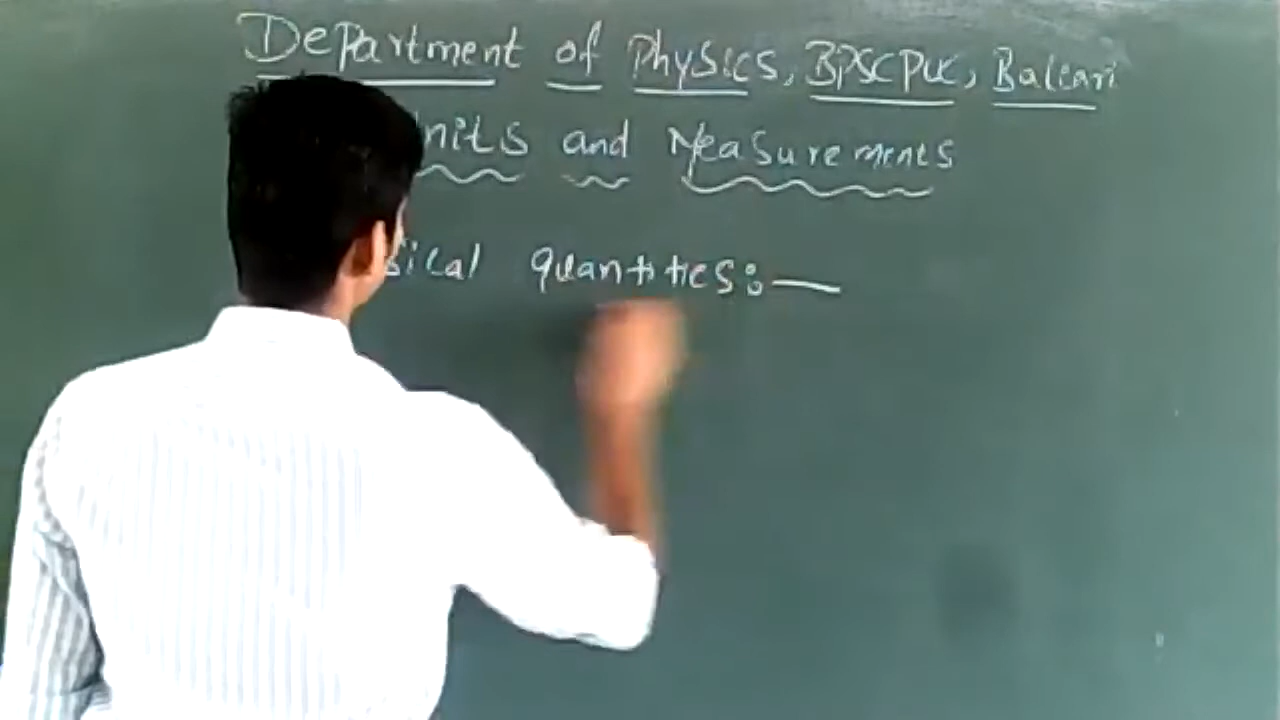 Department of Physics, BPSCPUC, Balcari
nits and Measurements
sical quantities:—